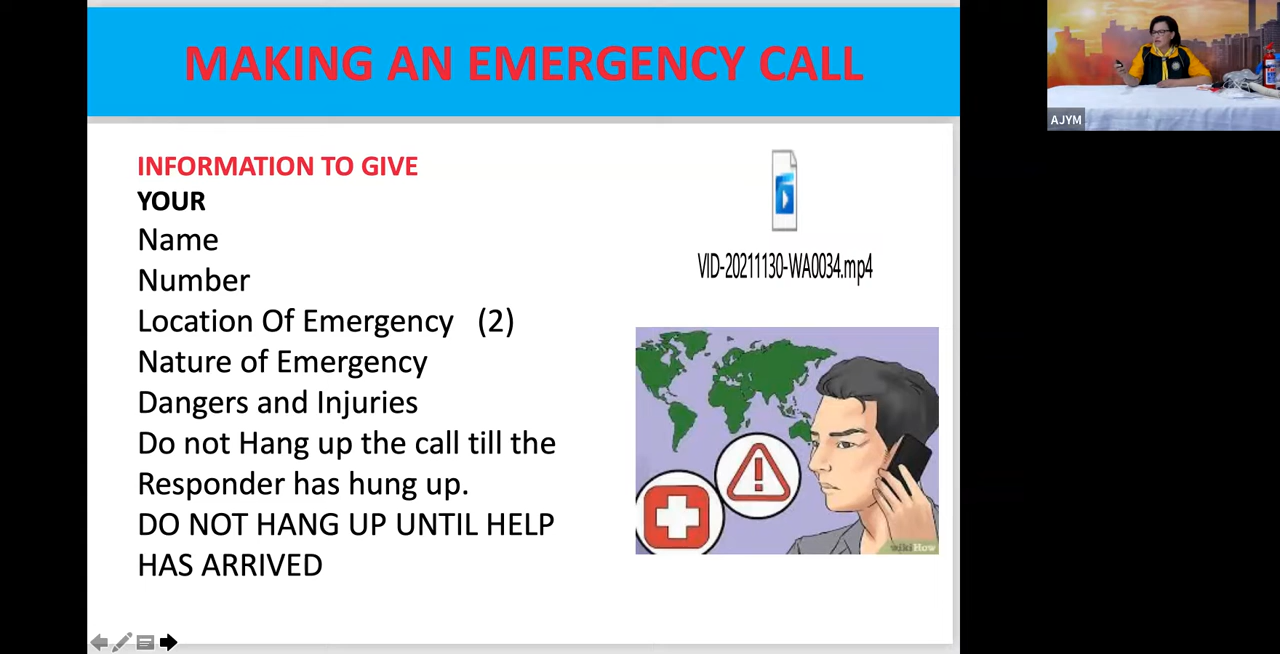 MAKING AN EMERGENCY CALL
INFORMATION TO GIVE
YOUR
Name
Number
Location Of Emergency (2)
Nature of Emergency
Dangers and Injuries
Do not Hang up the call till the
Responder has hung up.
DO NOT HANG UP UNTIL HELP
HAS ARRIVED
VID-20211130-WA0034.mp4
wikiHow
AJYM